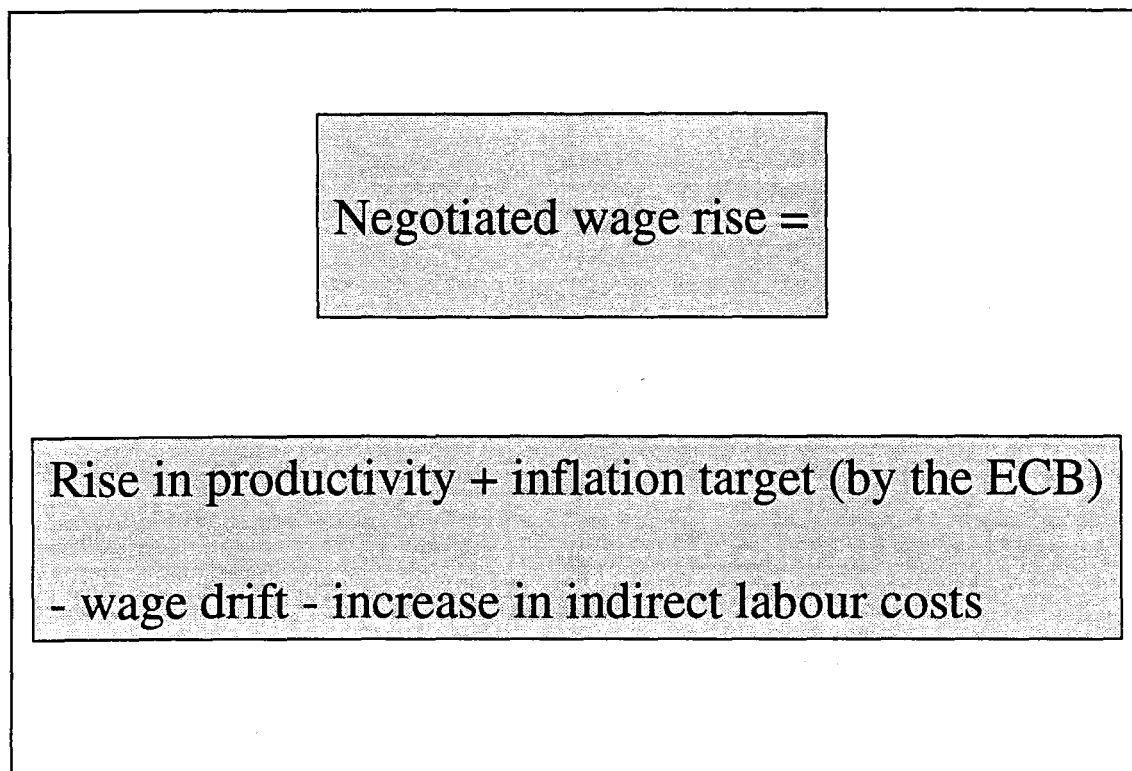 Negotiated wage rise =
Rise in productivity + inflation target (by the ECB)
- wage drift - increase in indirect labour costs